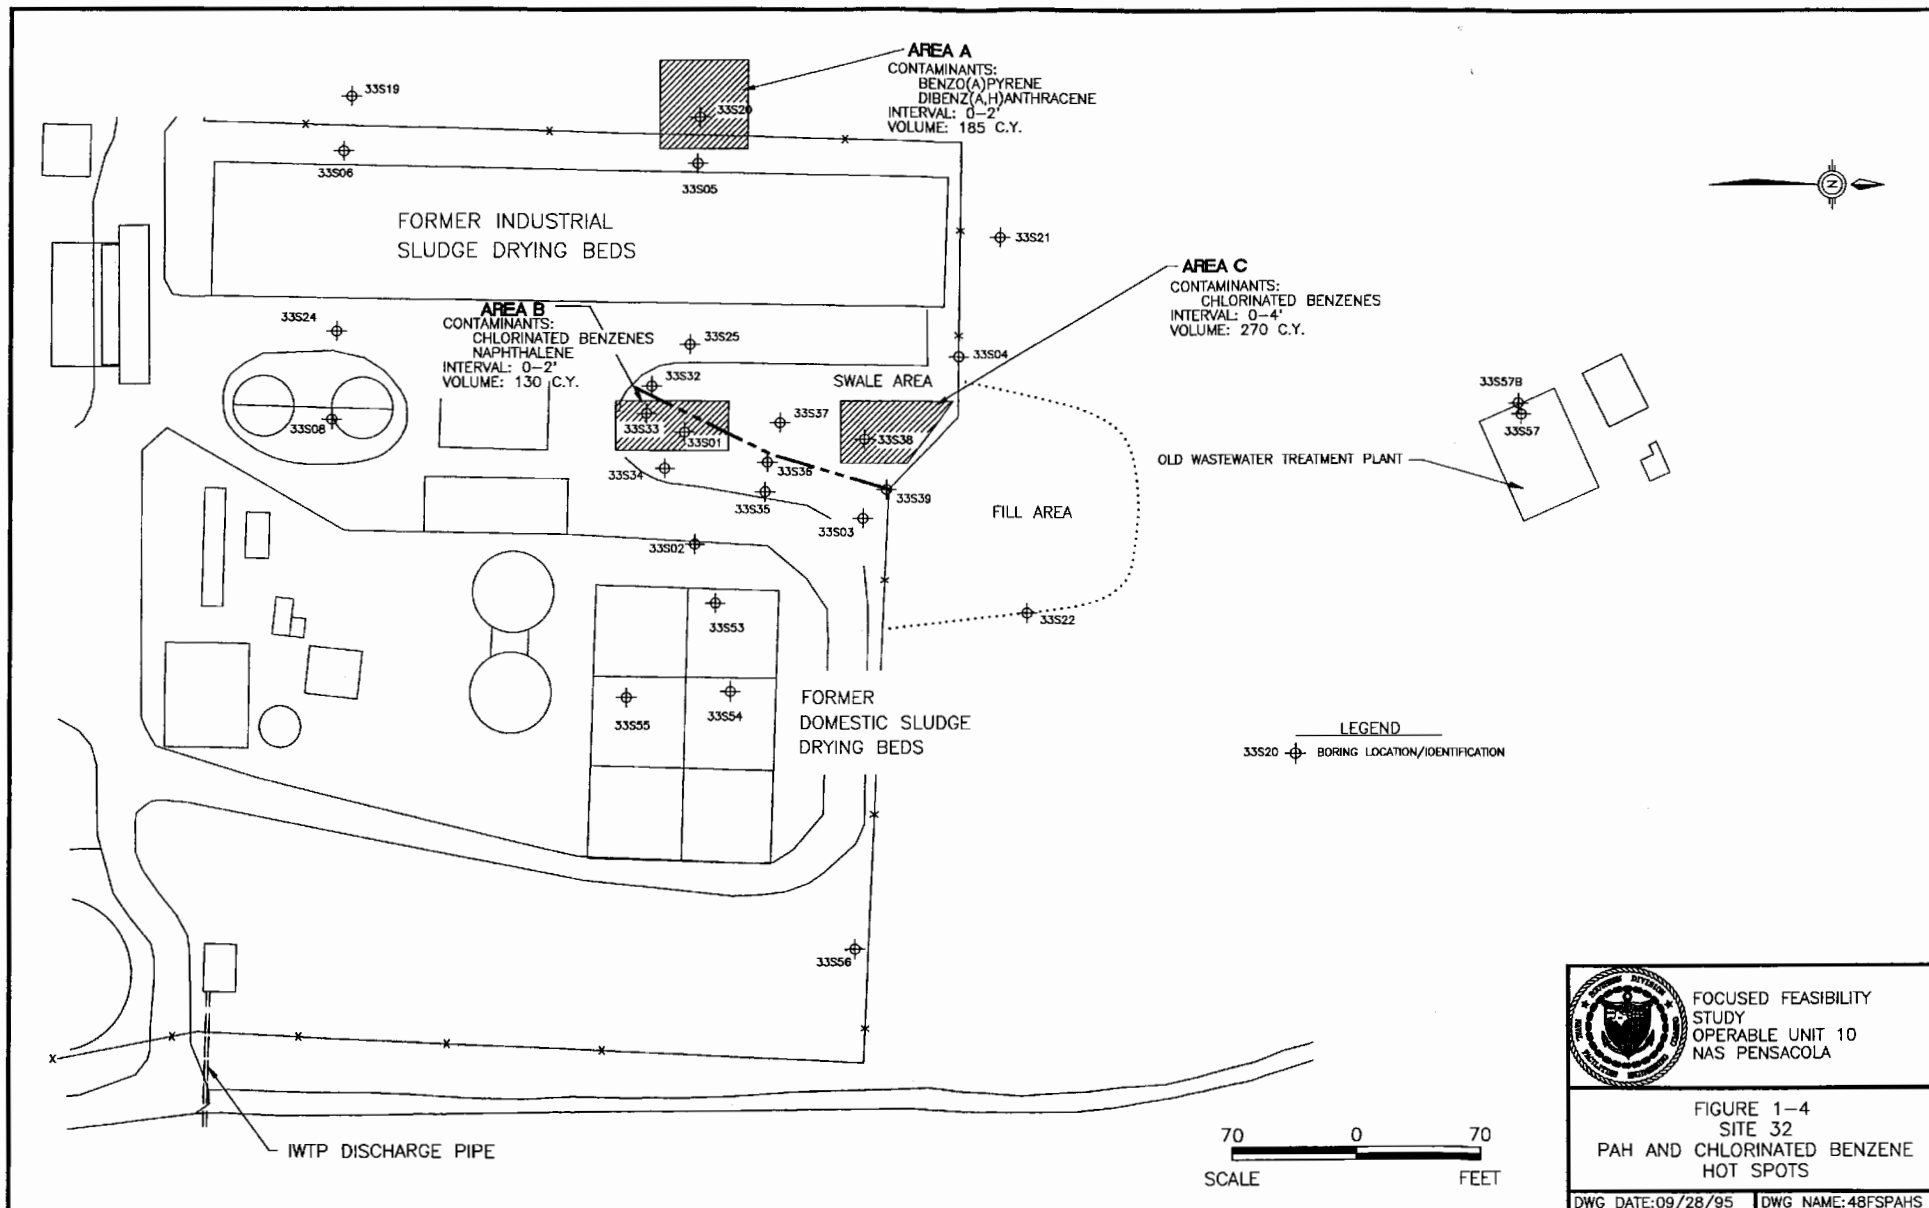 AREA A
CONTAMINANTS:
BENZO(A)PYRENE
DIBENZ(A,H)ANTHRACENE
INTERVAL: 0-2'
VOLUME: 185 C.Y.
33S19
33S20
33S06
33S05
FORMER INDUSTRIAL
SLUDGE DRYING BEDS
N
33S21
AREA C
CONTAMINANTS:
CHLORINATED BENZENES
INTERVAL: 0-4'
VOLUME: 270 C.Y.
AREA B
CONTAMINANTS:
CHLORINATED BENZENES
NAPHTHALENE
INTERVAL: 0-2'
VOLUME: 130 C.Y.
33S24
33S25
33S04
33S32
SWALE AREA
33S57B
33S57
33S08
33S33
33S01
33S37
33S38
33S34
33S36
OLD WASTEWATER TREATMENT PLANT
33S35
33S39
33S03
FILL AREA
33S02
33S53
33S22
33S55
33S54
FORMER
DOMESTIC SLUDGE
DRYING BEDS
LEGEND
33S20 BORING LOCATION/IDENTIFICATION
33S56
IWTP DISCHARGE PIPE
70 0 70
SCALE FEET
SOUTHERN DIVISION
NAVAL FACILITIES ENGINEERING COMMAND
FOCUSED FEASIBILITY
STUDY
OPERABLE UNIT 10
NAS PENSACOLA
FIGURE 1-4
SITE 32
PAH AND CHLORINATED BENZENE
HOT SPOTS
DWG DATE:09/28/95 DWG NAME:48FSPAHS